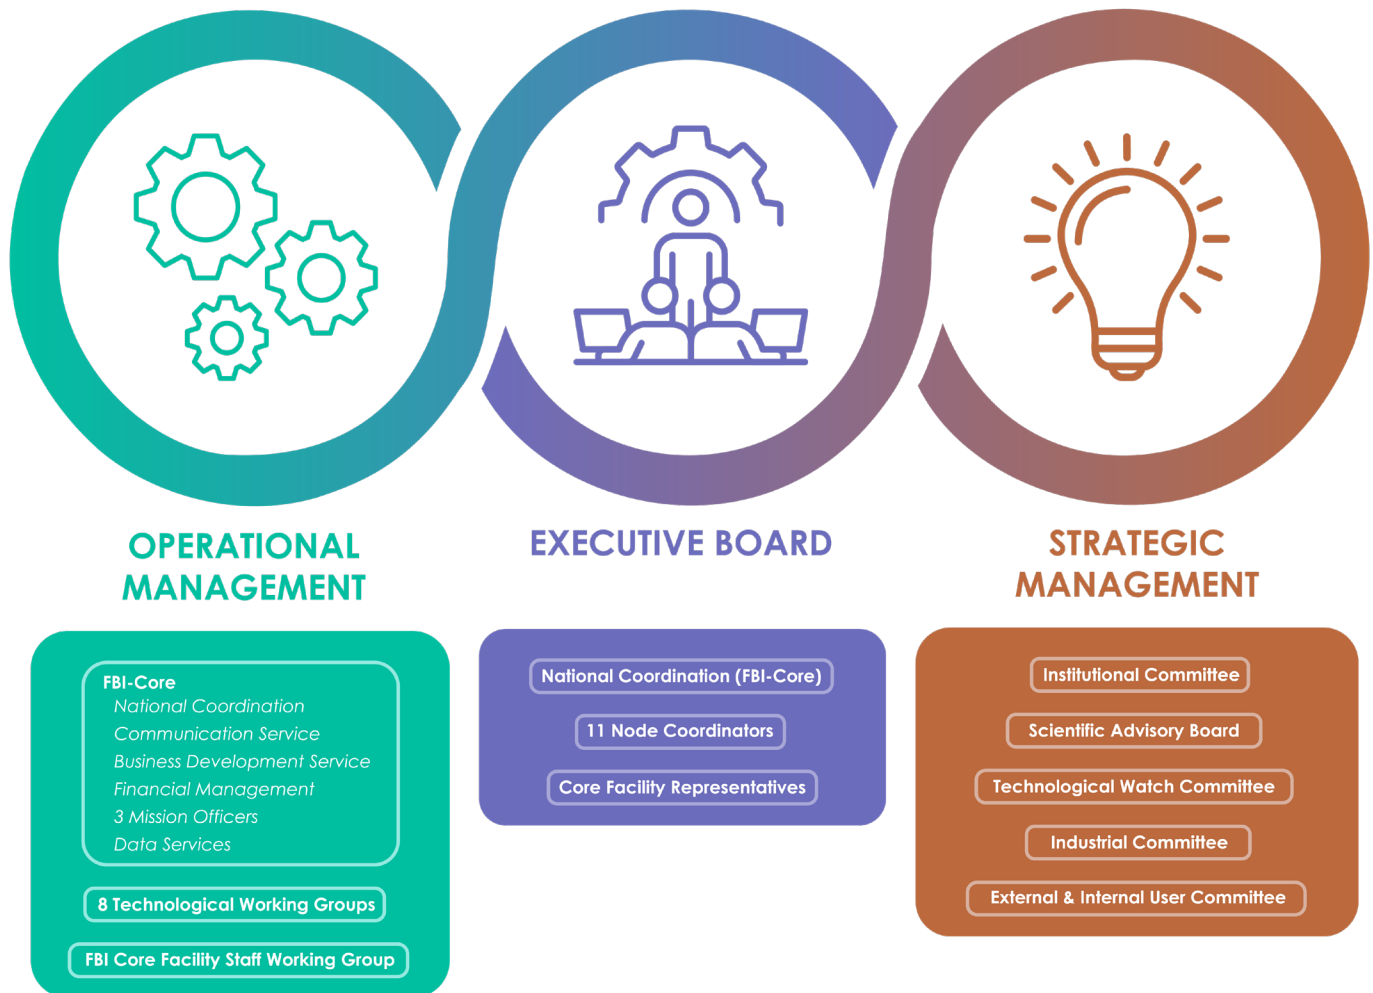 OPERATIONAL
MANAGEMENT
FBI-Core
National Coordination
Communication Service
Business Development Service
Financial Management
3 Mission Officers
Data Services
8 Technological Working Groups
FBI Core Facility Staff Working Group
EXECUTIVE BOARD
National Coordination (FBI-Core)
11 Node Coordinators
Core Facility Representatives
STRATEGIC
MANAGEMENT
Institutional Committee
Scientific Advisory Board
Technological Watch Committee
Industrial Committee
External & Internal User Committee